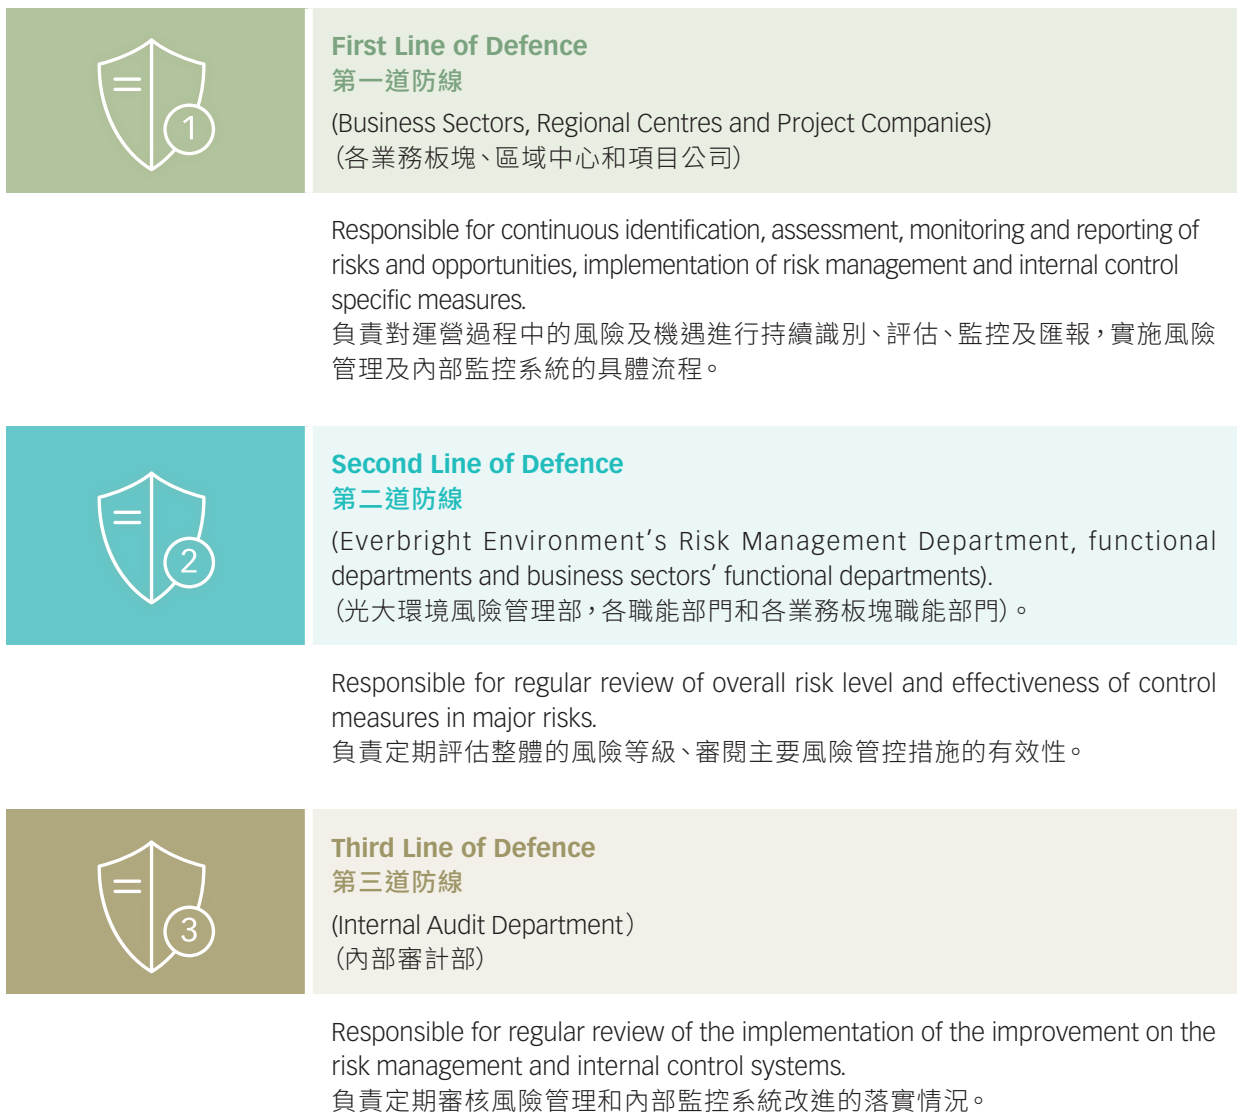 1
First Line of Defence
第一道防線
(Business Sectors, Regional Centres and Project Companies)
（各業務板塊、區域中心和項目公司）
Responsible for continuous identification, assessment, monitoring and reporting of
risks and opportunities, implementation of risk management and internal control
specific measures.
負責對運營過程中的風險及機遇進行持續識別、評估、監控及匯報，實施風險
管理及內部監控系統的具體流程。
2
Second Line of Defence
第二道防線
(Everbright Environment’s Risk Management Department, functional
departments and business sectors’ functional departments).
（光大環境風險管理部，各職能部門和各業務板塊職能部門）。
Responsible for regular review of overall risk level and effectiveness of control
measures in major risks.
負責定期評估整體的風險等級、審閱主要風險管控措施的有效性。
3
Third Line of Defence
第三道防線
(Internal Audit Department）
（內部審計部）
Responsible for regular review of the implementation of the improvement on the
risk management and internal control systems.
負責定期審核風險管理和內部監控系統改進的落實情況。